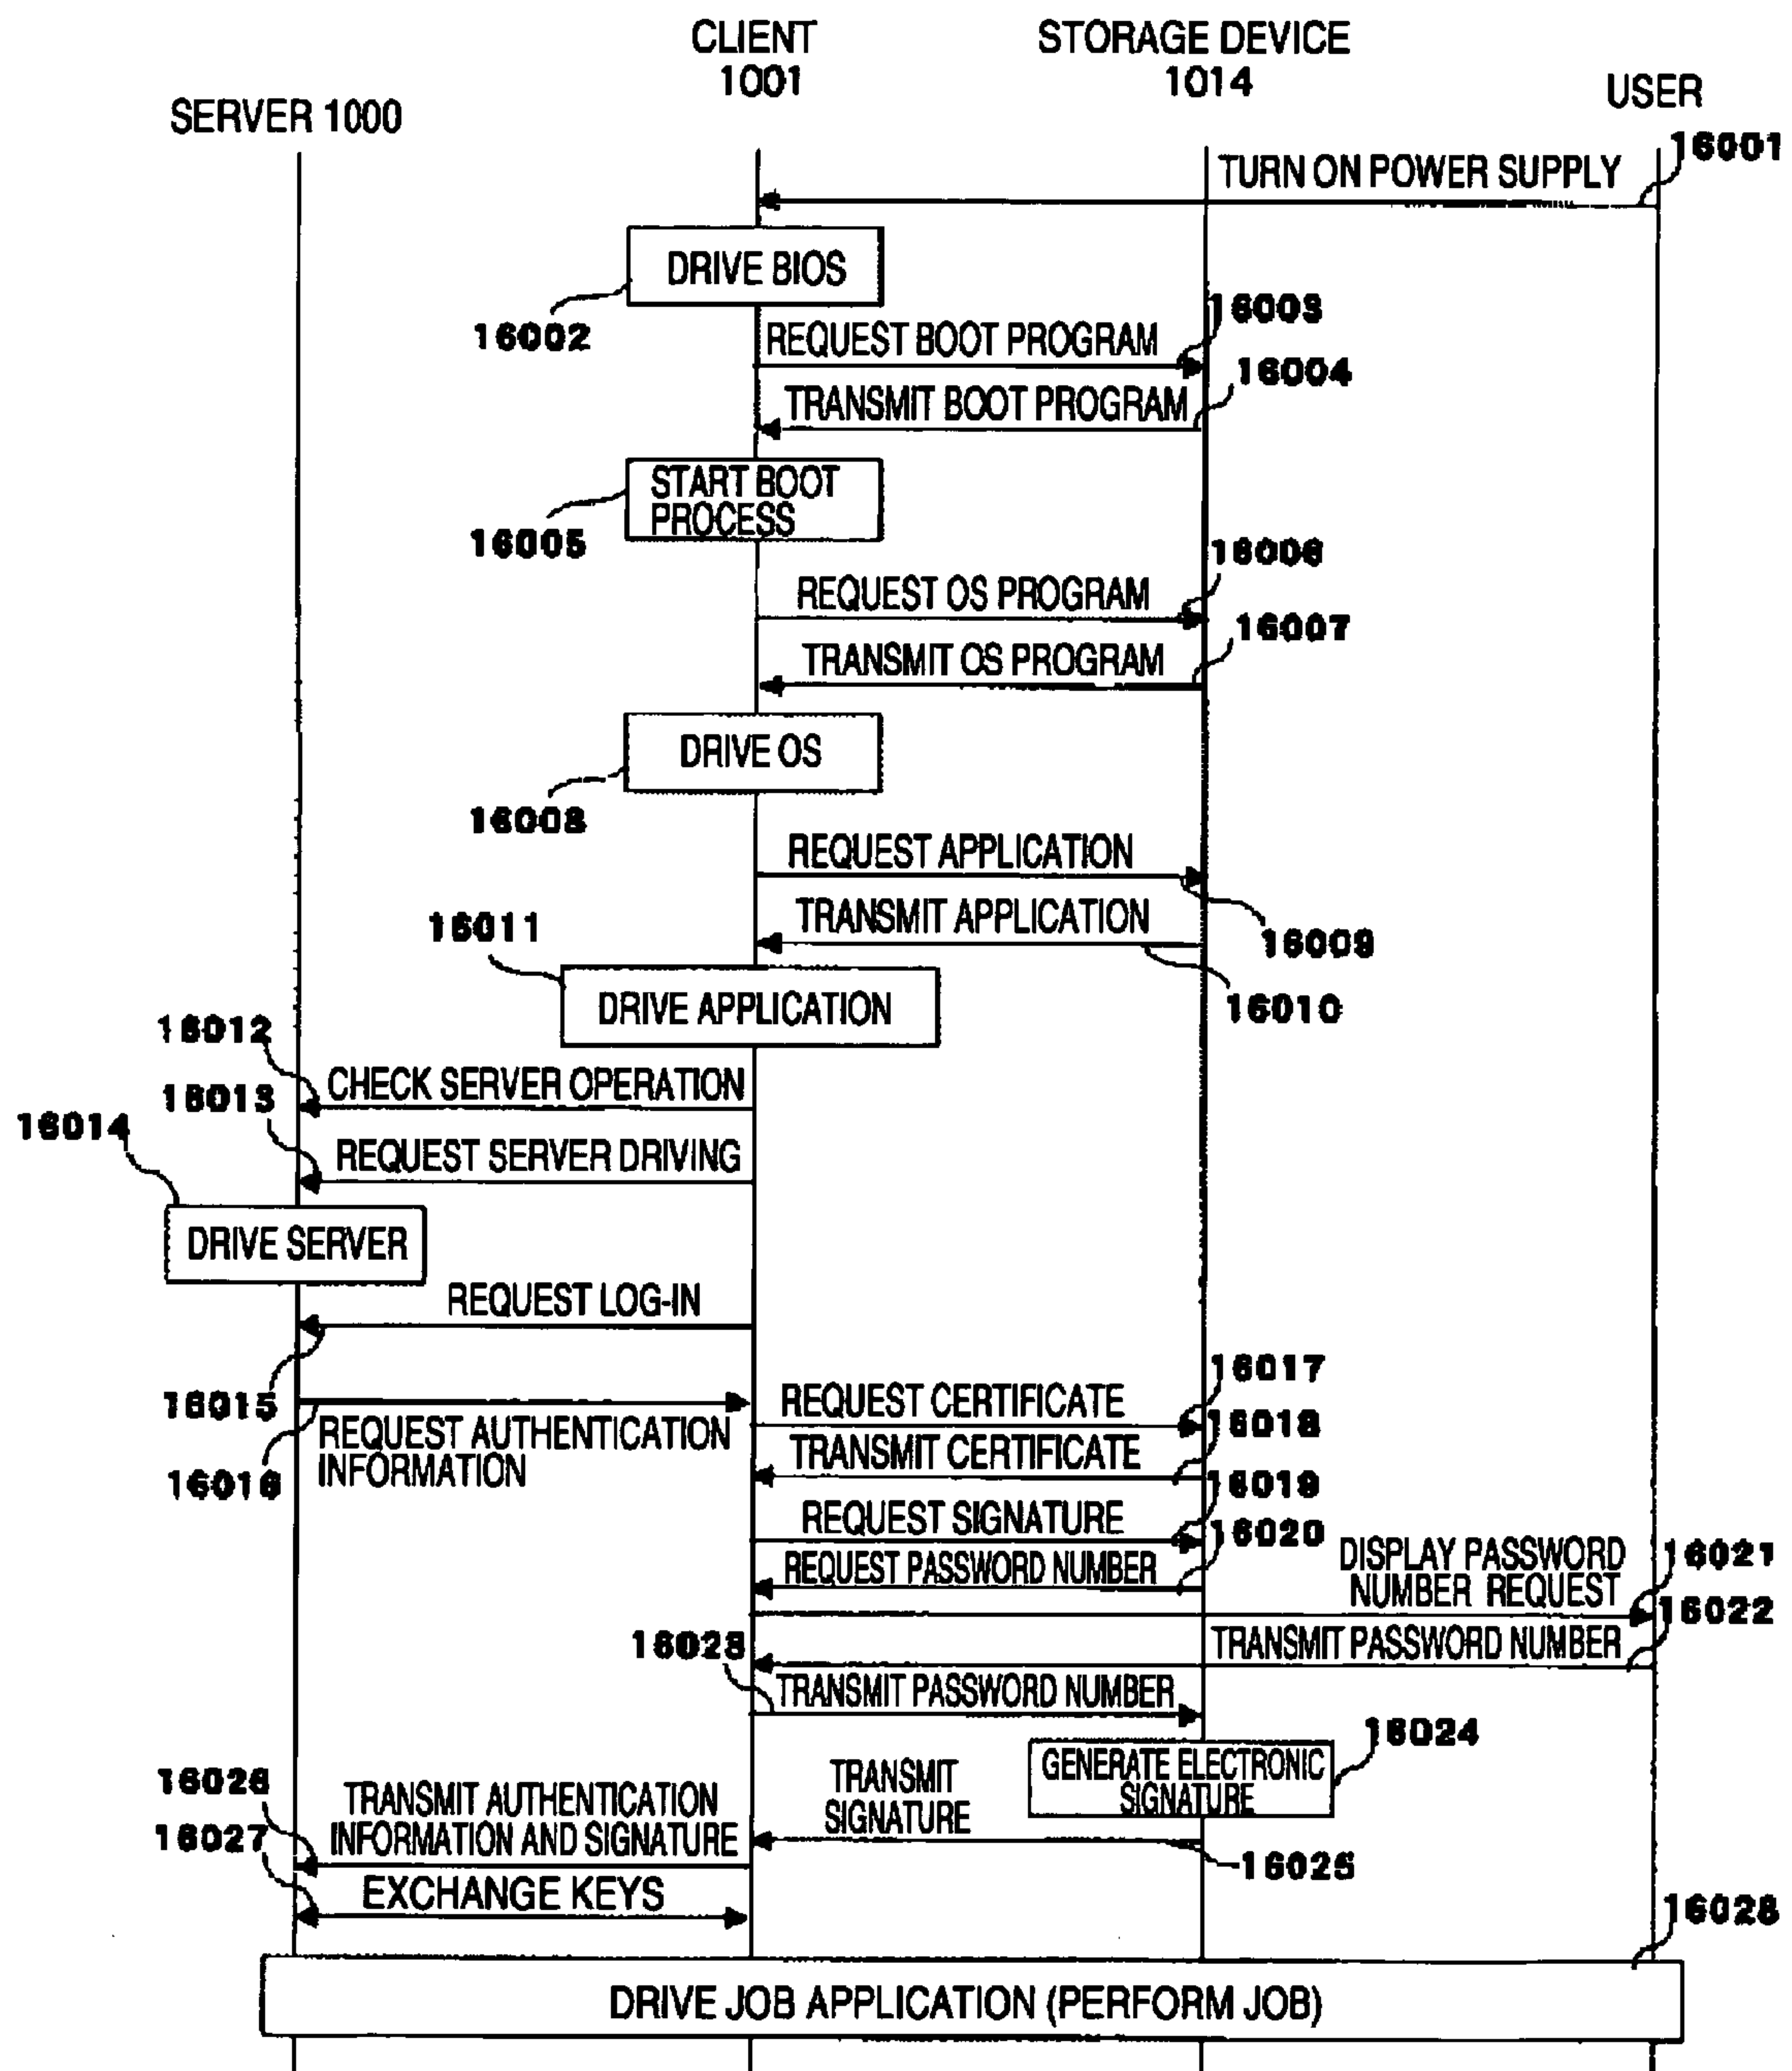 CLIENT
1001
STORAGE DEVICE
1014
SERVER 1000
USER
16001
TURN ON POWER SUPPLY
DRIVE BIOS
16002
16003
REQUEST BOOT PROGRAM
16004
TRANSMIT BOOT PROGRAM
START BOOT
PROCESS
16005
16006
REQUEST OS PROGRAM
16007
TRANSMIT OS PROGRAM
DRIVE OS
16008
REQUEST APPLICATION
16009
TRANSMIT APPLICATION
16010
16011
DRIVE APPLICATION
16012
CHECK SERVER OPERATION
16013
REQUEST SERVER DRIVING
16014
DRIVE SERVER
REQUEST LOG-IN
16015
16016
REQUEST AUTHENTICATION
INFORMATION
16017
REQUEST CERTIFICATE
16018
TRANSMIT CERTIFICATE
16019
REQUEST SIGNATURE
16020
REQUEST PASSWORD NUMBER
DISPLAY PASSWORD
NUMBER REQUEST
16021
16022
TRANSMIT PASSWORD NUMBER
16023
TRANSMIT PASSWORD NUMBER
16024
GENERATE ELECTRONIC
SIGNATURE
TRANSMIT
SIGNATURE
16025
16026
TRANSMIT AUTHENTICATION
INFORMATION AND SIGNATURE
16027
EXCHANGE KEYS
16028
DRIVE JOB APPLICATION (PERFORM JOB)